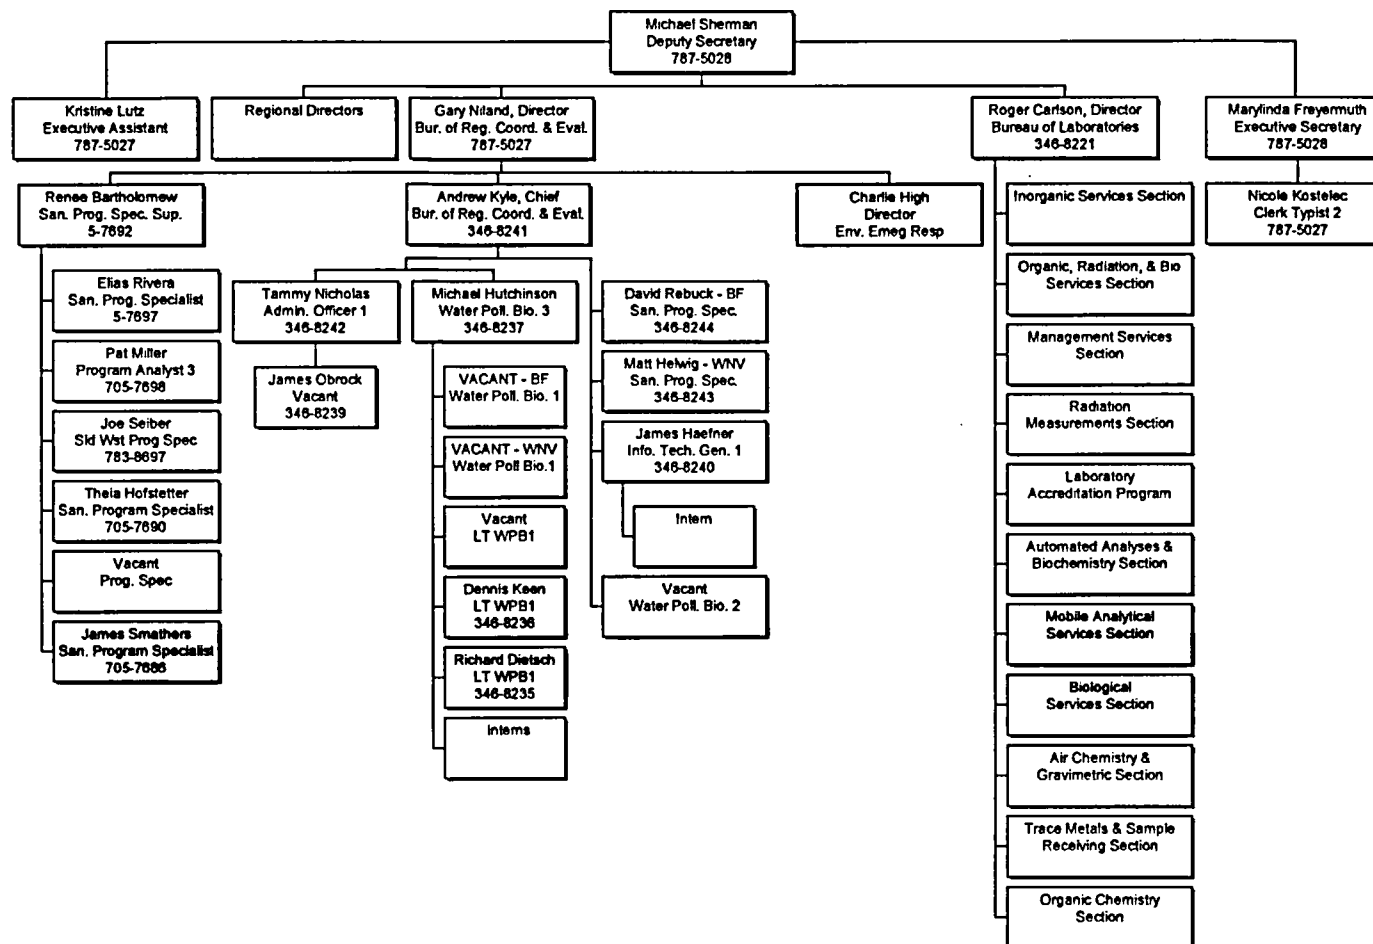 Michael Sherman
Deputy Secretary
787-5028
Kristine Lutz
Executive Assistant
787-5027
Regional Directors
Gary Niland, Director
Bur. of Reg. Coord. & Eval.
787-5027
Roger Carlson, Director
Bureau of Laboratories
346-8221
Marylinda Freyermuth
Executive Secretary
787-5028
Renee Bartholomew
San. Prog. Spec. Sup.
5-7692
Andrew Kyle, Chief
Bur. of Reg. Coord. & Eval.
346-8241
Charlie High
Director
Env. Emeg Resp
Nicole Kostelec
Clerk Typist 2
787-5027
Elias Rivera
San. Prog. Specialist
5-7697
Pat Miller
Program Analyst 3
705-7698
Joe Seiber
Sld Wst Prog Spec
783-8697
Theia Hofstetter
San. Program Specialist
705-7690
Vacant
Prog. Spec
James Smathers
San. Program Specialist
705-7686
Tammy Nicholas
Admin. Officer 1
346-8242
James Obrock
Vacant
346-8239
Michael Hutchinson
Water Poll. Bio. 3
346-8237
VACANT - BF
Water Poll. Bio. 1
VACANT - WNV
Water Poll Bio.1
Vacant
LT WPB1
Dennis Keen
LT WPB1
346-8236
Richard Dietsch
LT WPB1
346-8235
Interns
David Rebuck - BF
San. Prog. Spec.
346-8244
Matt Helwig - WNV
San. Prog. Spec.
346-8243
James Haefner
Info. Tech. Gen. 1
346-8240
Intern
Vacant
Water Poll. Bio. 2
Inorganic Services Section
Organic, Radiation, & Bio
Services Section
Management Services
Section
Radiation
Measurements Section
Laboratory
Accreditation Program
Automated Analyses &
Biochemistry Section
Mobile Analytical
Services Section
Biological
Services Section
Air Chemistry &
Gravimetric Section
Trace Metals & Sample
Receiving Section
Organic Chemistry
Section